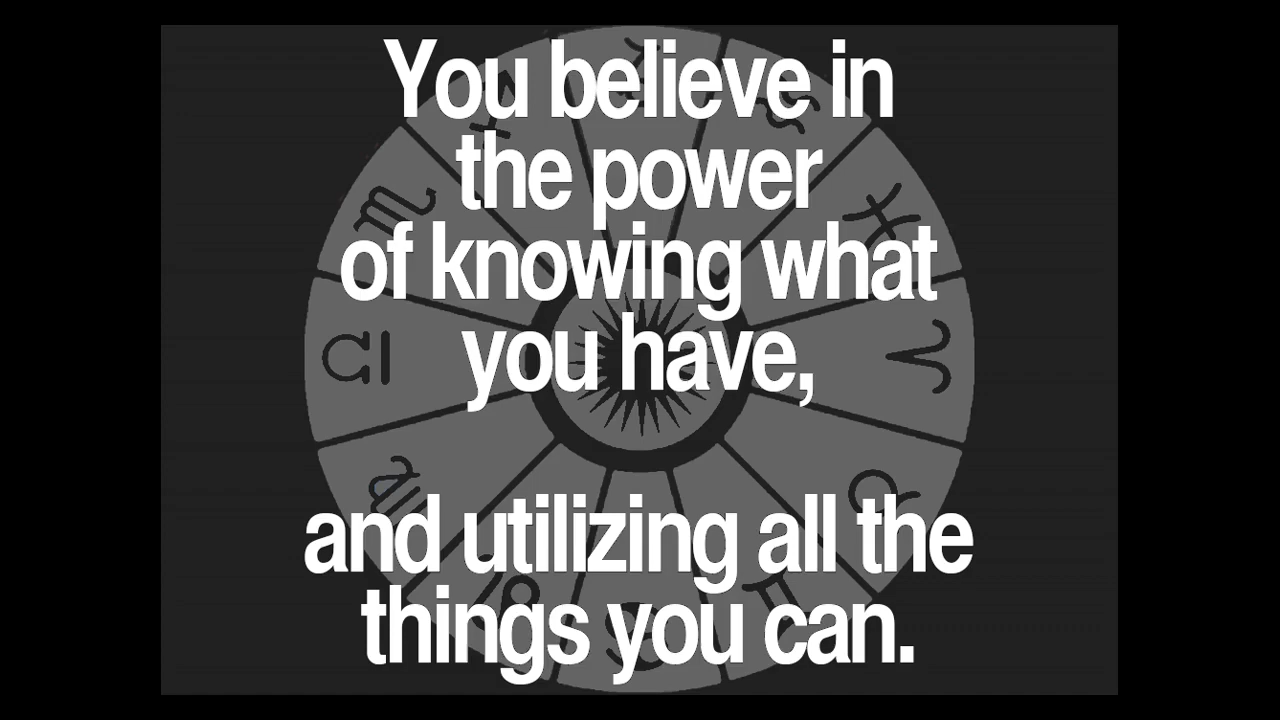 You believe in
the power
of knowing what
you have,
and utilizing all the
things you can.